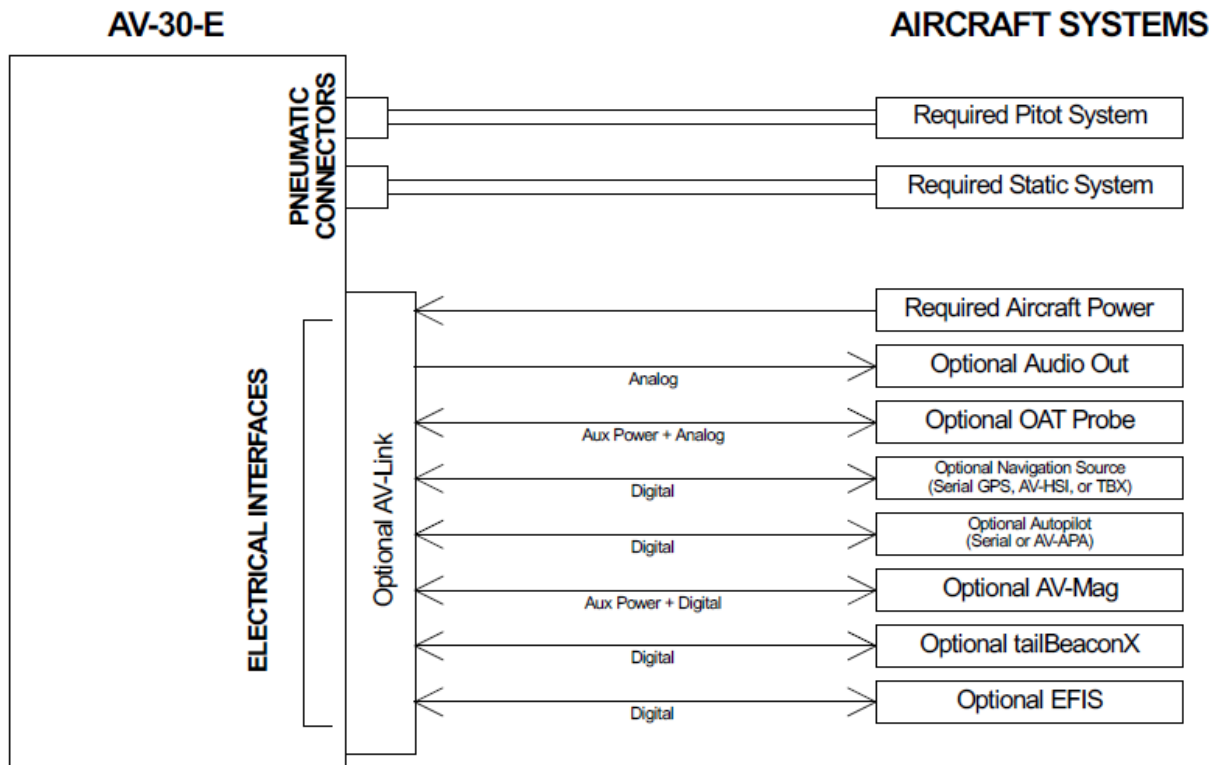 AV-30-E
AIRCRAFT SYSTEMS
PNEUMATIC
CONNECTORS
Required Pitot System
Required Static System
ELECTRICAL INTERFACES
Optional AV-Link
Required Aircraft Power
Analog
Optional Audio Out
Aux Power + Analog
Optional OAT Probe
Digital
Optional Navigation Source
(Serial GPS, AV-HSI, or TBX)
Digital
Optional Autopilot
(Serial or AV-APA)
Aux Power + Digital
Optional AV-Mag
Digital
Optional tailBeaconX
Digital
Optional EFIS